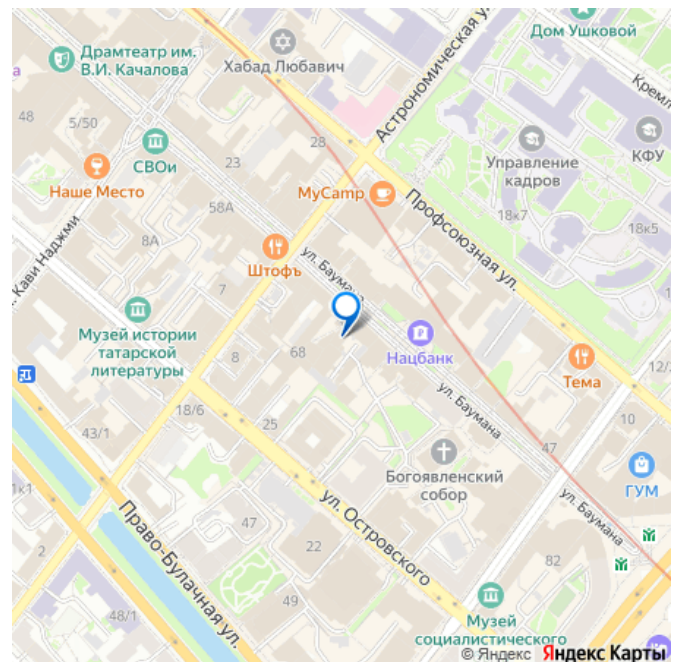 Драмтеатр им.
В.И. Качалова
Хабад Любавич
Дом Ушковой
Астрономическая у
Кремл
48
5/50
СВОи
28
Управление
кадров
КФУ
Наше Место
23
MyCamp
58А
Профсоюзная ул.
18к7
18к5
Кави Наджми
8А
Штофъ
ул. Баумана
7
Музей истории
татарской
литературы
8
68
Нацбанк
Тема
12/2
ул. Баумана
18/6
25
10
43/1
47
Богоявленский
собор
ГУМ
1к1
ул. Островского
ул. Баумана
Право-Булачная ул.
47
22
82
2
49
48/1
Музей
социалистического
© Яндекс Яндекс Карты